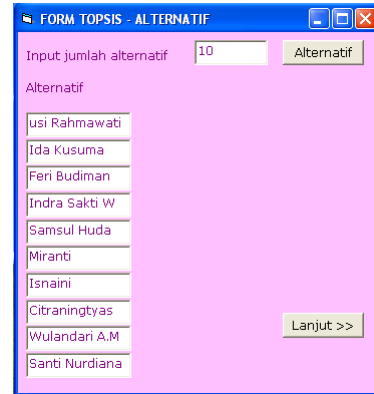 FORM TOPSIS - ALTERNATIF
Input jumlah alternatif 10 Alternatif
Alternatif
usi Rahmawati
Ida Kusuma
Feri Budiman
Indra Sakti W
Samsul Huda
Miranti
Isnaini
Citraningtyas
Lanjut >>
Wulandari A.M
Santi Nurdiana